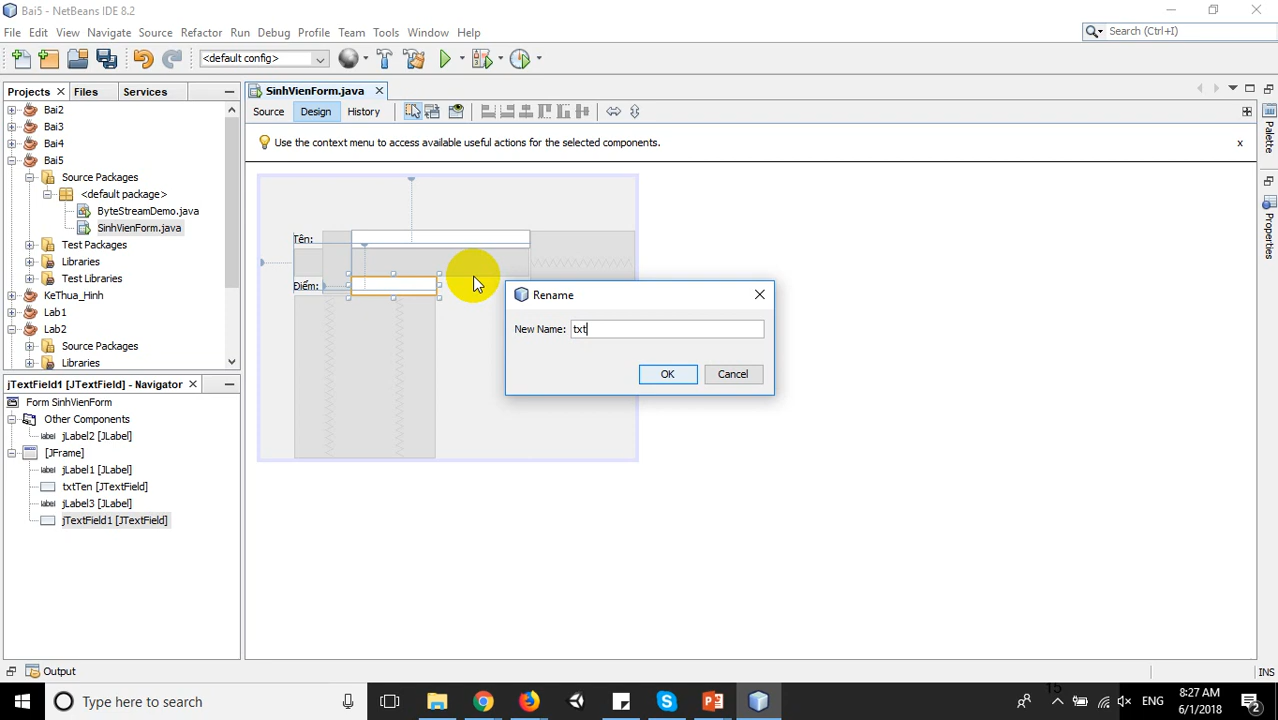 Bai5 - NetBeans IDE 8.2
File Edit View Navigate Source Refactor Run Debug Profile Team Tools Window Help
Search (Ctrl+I)
<default config>
Projects Files Services
SinhVienForm.java
Source Design History
Use the context menu to access available useful actions for the selected components.
Bai2
Bai3
Bai4
Bai5
Source Packages
<default package>
ByteStreamDemo.java
SinhVienForm.java
Test Packages
Libraries
Test Libraries
KeThua_Hinh
Lab1
Lab2
Source Packages
Libraries
Palette
Properties
Tên:
Điểm:
Rename
New Name: txt
OK Cancel
jTextField1 [JTextField] - Navigator
Form SinhVienForm
Other Components
label jLabel2 [JLabel]
[JFrame]
label jLabel1 [JLabel]
txtTen [JTextField]
label jLabel3 [JLabel]
jTextField1 [JTextField]
Output
INS
Type here to search
15
ENG
8:27 AM
6/1/2018
2